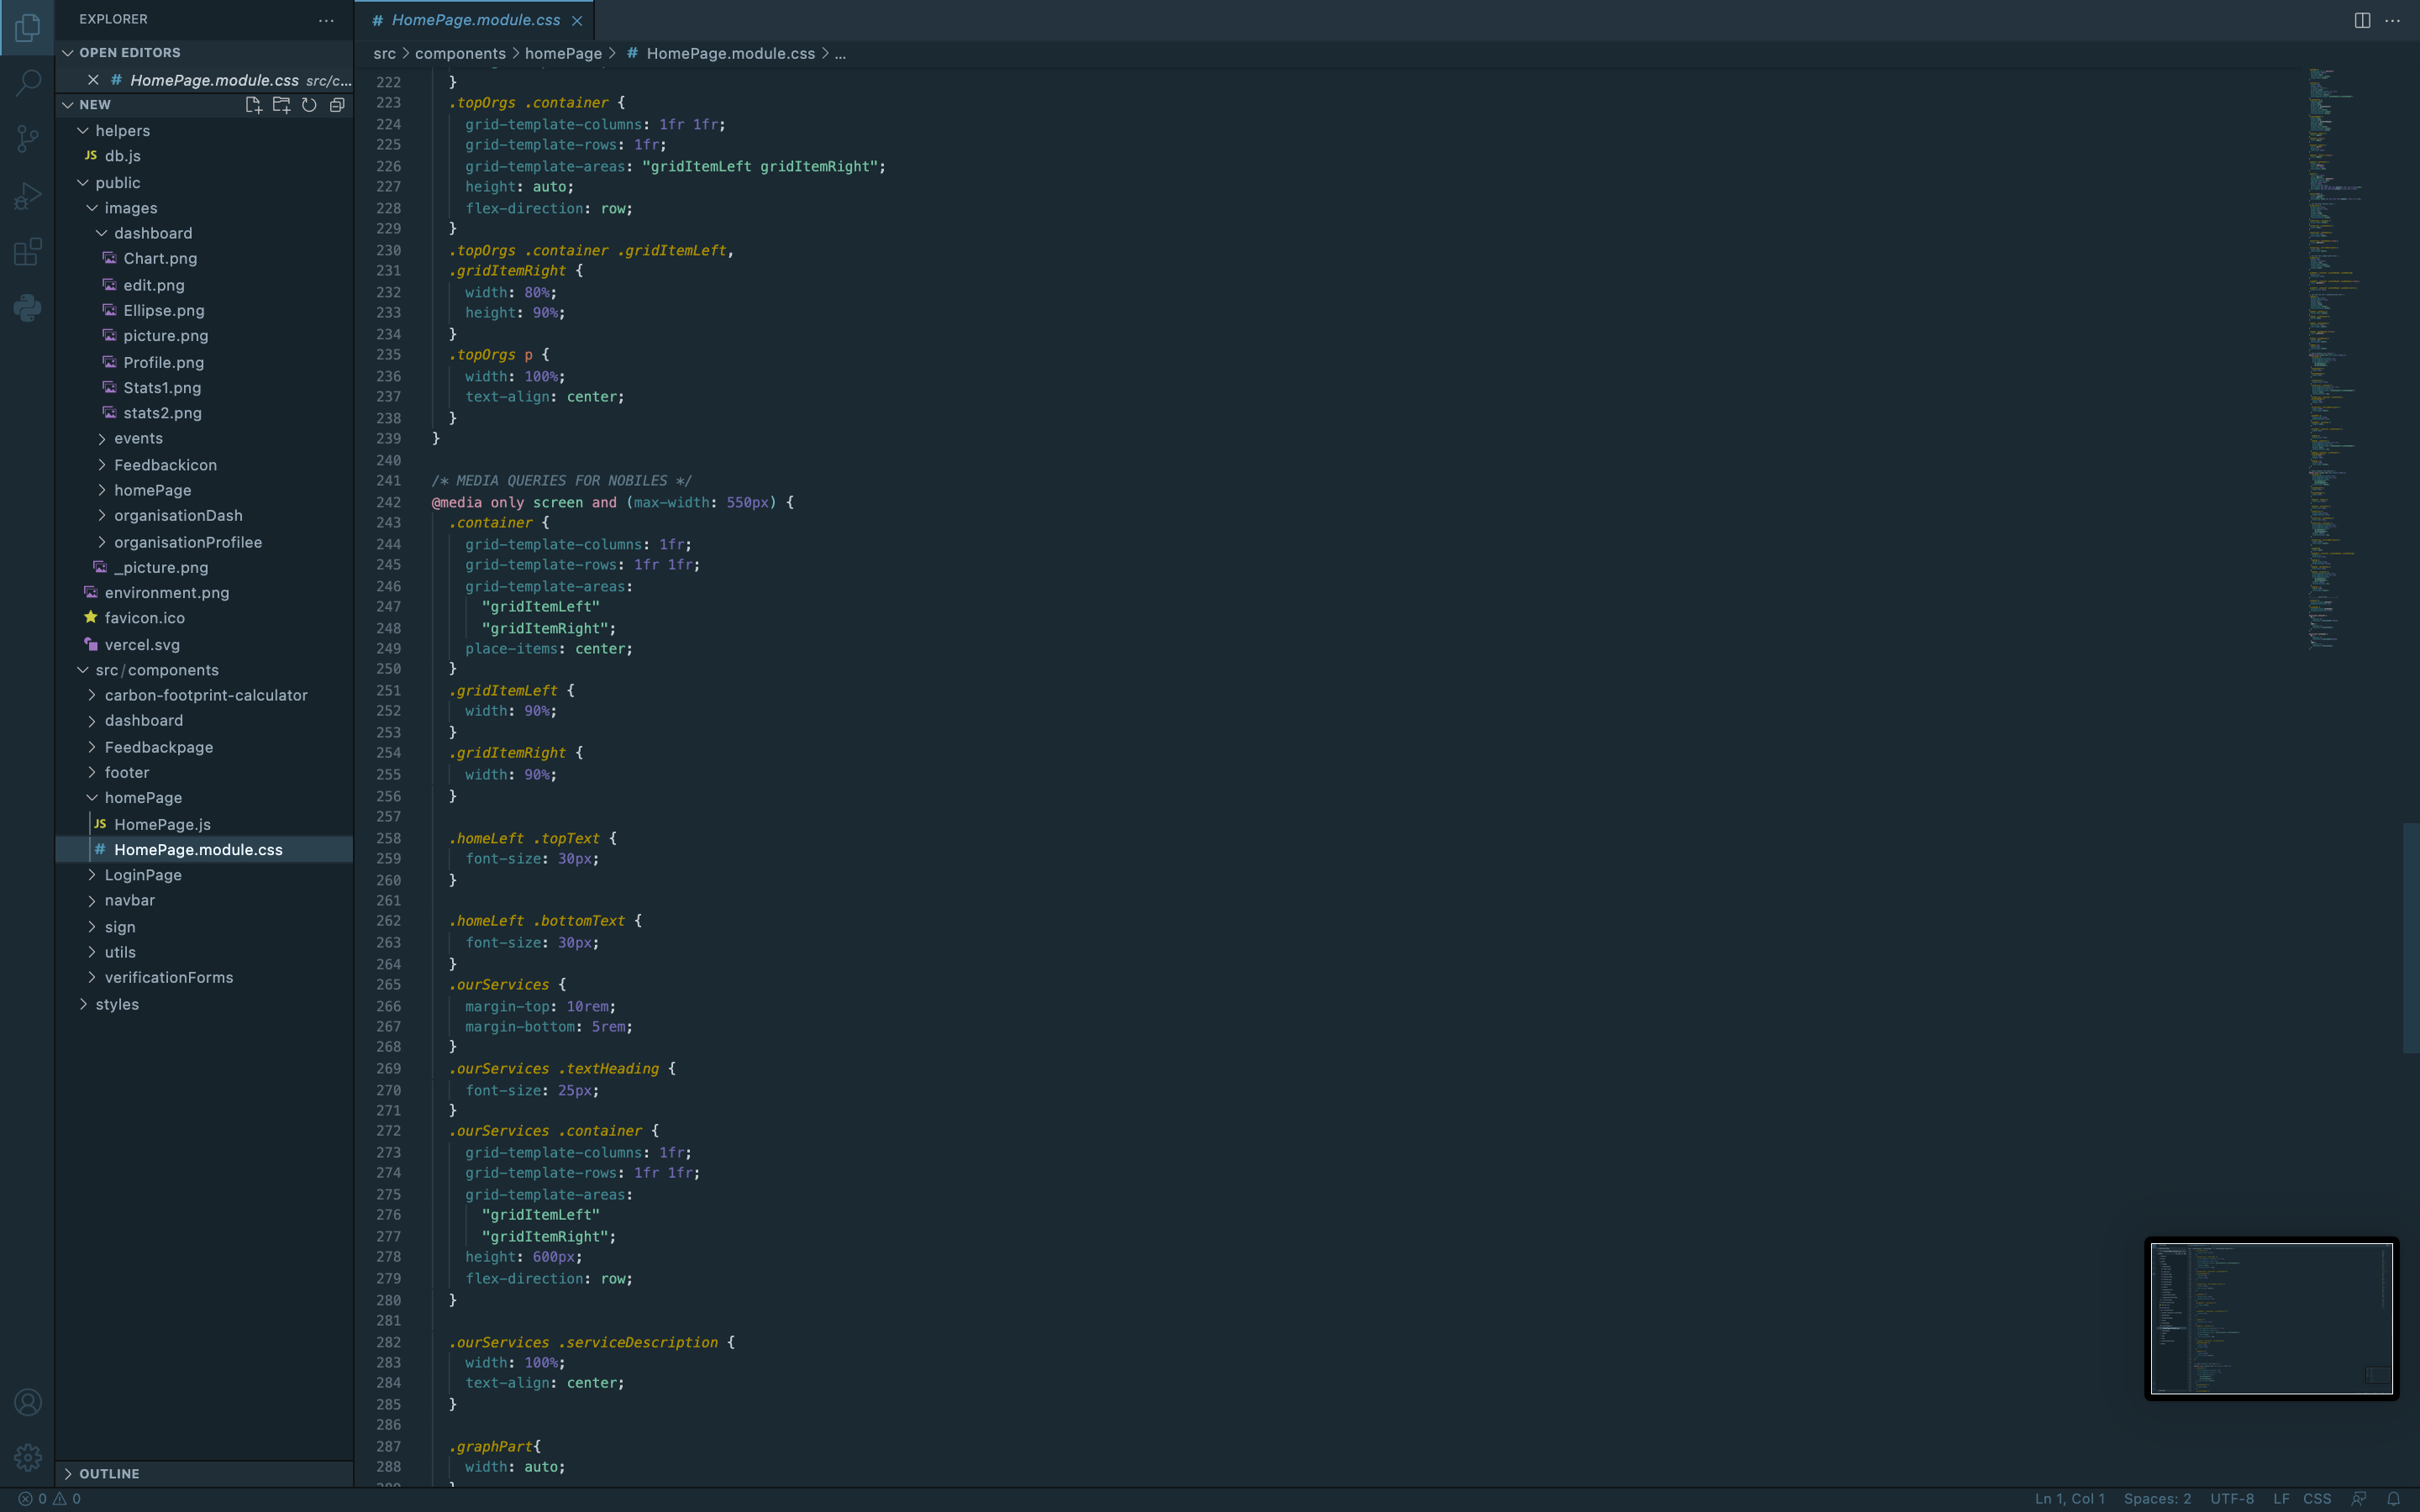 EXPLORER
OPEN EDITORS
HomePage.module.css src/c...
NEW
helpers
JS db.js
public
images
dashboard
Chart.png
edit.png
Ellipse.png
picture.png
Profile.png
Stats1.png
stats2.png
events
Feedbackicon
homePage
organisationDash
organisationProfilee
_picture.png
environment.png
favicon.ico
vercel.svg
src/components
carbon-footprint-calculator
dashboard
Feedbackpage
footer
homePage
JS HomePage.js
# HomePage.module.css
LoginPage
navbar
sign
utils
verificationForms
styles
OUTLINE
# HomePage.module.css
src > components > homePage > # HomePage.module.css > ...
222 }
223 .topOrgs .container {
224 grid-template-columns: 1fr 1fr;
225 grid-template-rows: 1fr;
226 grid-template-areas: "gridItemLeft gridItemRight";
227 height: auto;
228 flex-direction: row;
229 }
230 .topOrgs .container .gridItemLeft,
231 .gridItemRight {
232 width: 80%;
233 height: 90%;
234 }
235 .topOrgs p {
236 width: 100%;
237 text-align: center;
238 }
239 }
240
241 /* MEDIA QUERIES FOR NOBILES */
242 @media only screen and (max-width: 550px) {
243 .container {
244 grid-template-columns: 1fr;
245 grid-template-rows: 1fr 1fr;
246 grid-template-areas:
247 "gridItemLeft"
248 "gridItemRight";
249 place-items: center;
250 }
251 .gridItemLeft {
252 width: 90%;
253 }
254 .gridItemRight {
255 width: 90%;
256 }
257
258 .homeLeft .topText {
259 font-size: 30px;
260 }
261
262 .homeLeft .bottomText {
263 font-size: 30px;
264 }
265 .ourServices {
266 margin-top: 10rem;
267 margin-bottom: 5rem;
268 }
269 .ourServices .textHeading {
270 font-size: 25px;
271 }
272 .ourServices .container {
273 grid-template-columns: 1fr;
274 grid-template-rows: 1fr 1fr;
275 grid-template-areas:
276 "gridItemLeft"
277 "gridItemRight";
278 height: 600px;
279 flex-direction: row;
280 }
281
282 .ourServices .serviceDescription {
283 width: 100%;
284 text-align: center;
285 }
286
287 .graphPart{
288 width: auto;
0 0
Ln 1, Col 1 Spaces: 2 UTF-8 LF CSS